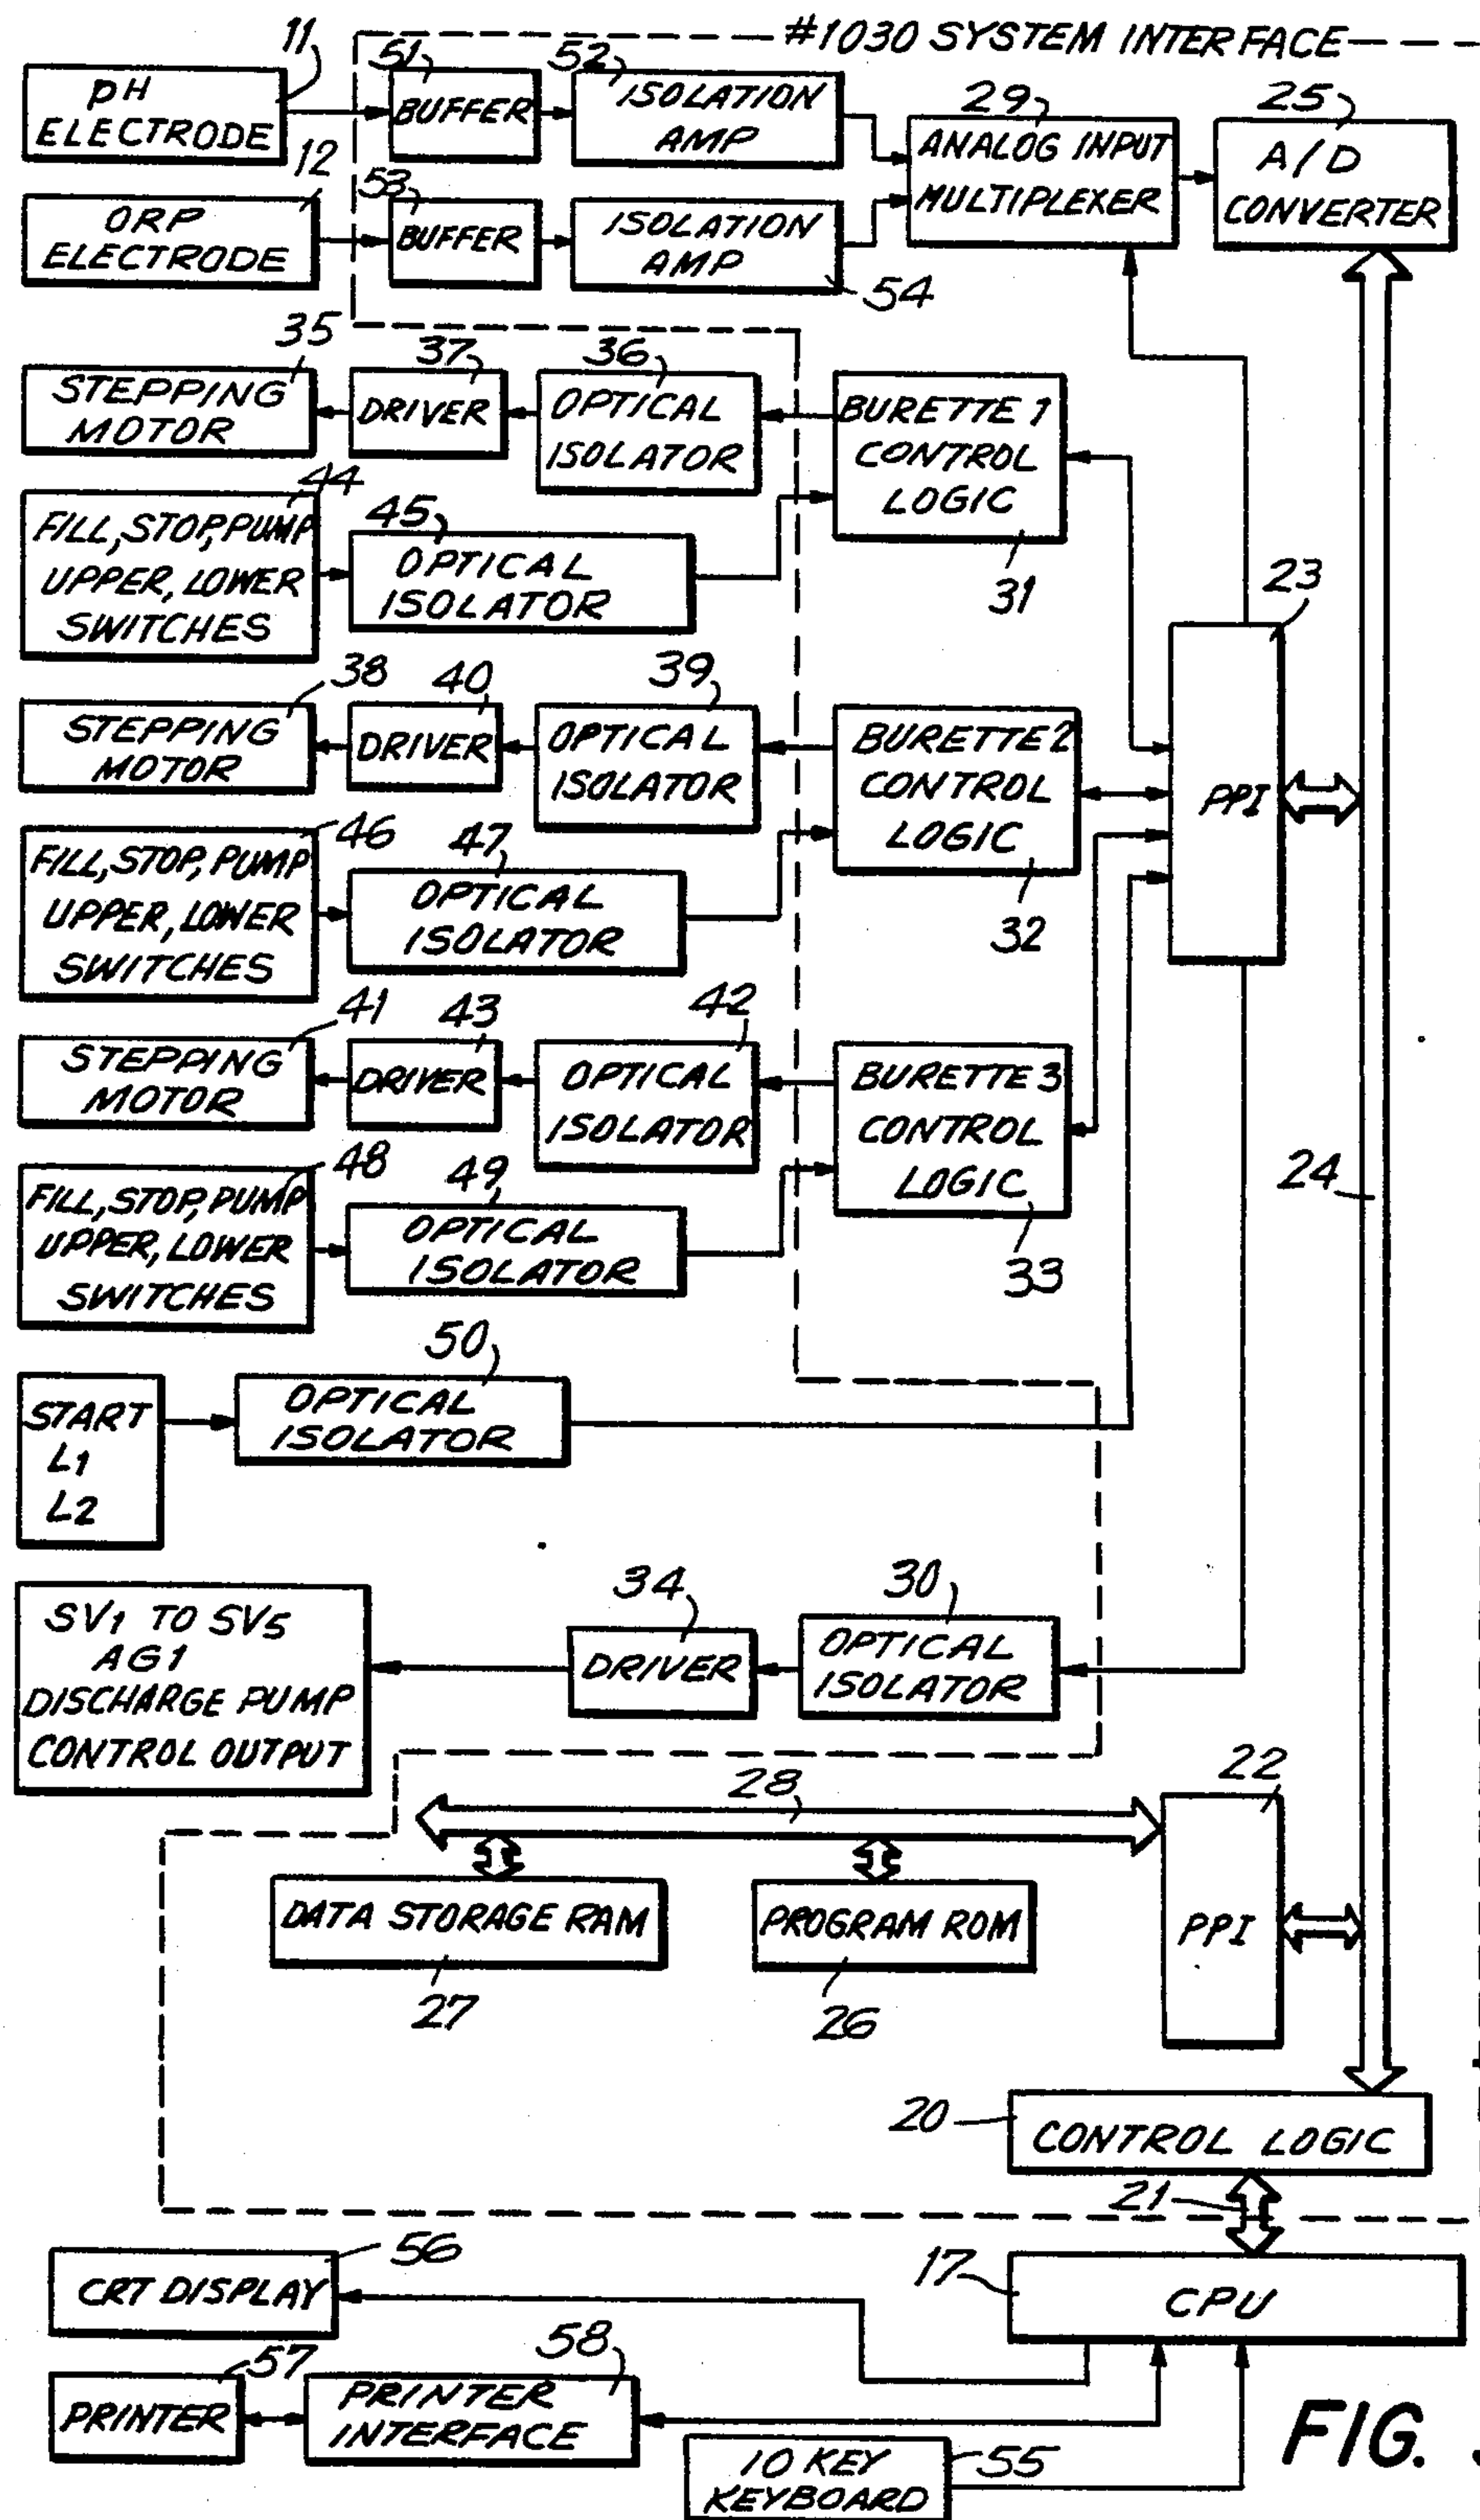 #1030 SYSTEM INTERFACE
11
51
52
29
25
PH
ELECTRODE
BUFFER
ISOLATION
AMP
ANALOG INPUT
MULTIPLEXER
A/D
CONVERTER
12
53
ORP
ELECTRODE
BUFFER
ISOLATION
AMP
54
35
37
36
STEPPING
MOTOR
DRIVER
OPTICAL
ISOLATOR
BURETTE 1
CONTROL
LOGIC
31
44
45
FILL, STOP, PUMP
UPPER, LOWER
SWITCHES
OPTICAL
ISOLATOR
23
PPI
38
40
39
STEPPING
MOTOR
DRIVER
OPTICAL
ISOLATOR
BURETTE 2
CONTROL
LOGIC
32
46
47
FILL, STOP, PUMP
UPPER, LOWER
SWITCHES
OPTICAL
ISOLATOR
41
43
42
STEPPING
MOTOR
DRIVER
OPTICAL
ISOLATOR
BURETTE 3
CONTROL
LOGIC
33
24
48
49
FILL, STOP, PUMP
UPPER, LOWER
SWITCHES
OPTICAL
ISOLATOR
50
START
L1
L2
OPTICAL
ISOLATOR
34
30
SV1 TO SV5
AG1
DISCHARGE PUMP
CONTROL OUTPUT
DRIVER
OPTICAL
ISOLATOR
28
22
PPI
DATA STORAGE RAM
27
PROGRAM ROM
26
20
CONTROL LOGIC
21
56
CRT DISPLAY
17
CPU
57
58
PRINTER
PRINTER
INTERFACE
10 KEY
KEYBOARD
55
FIG.